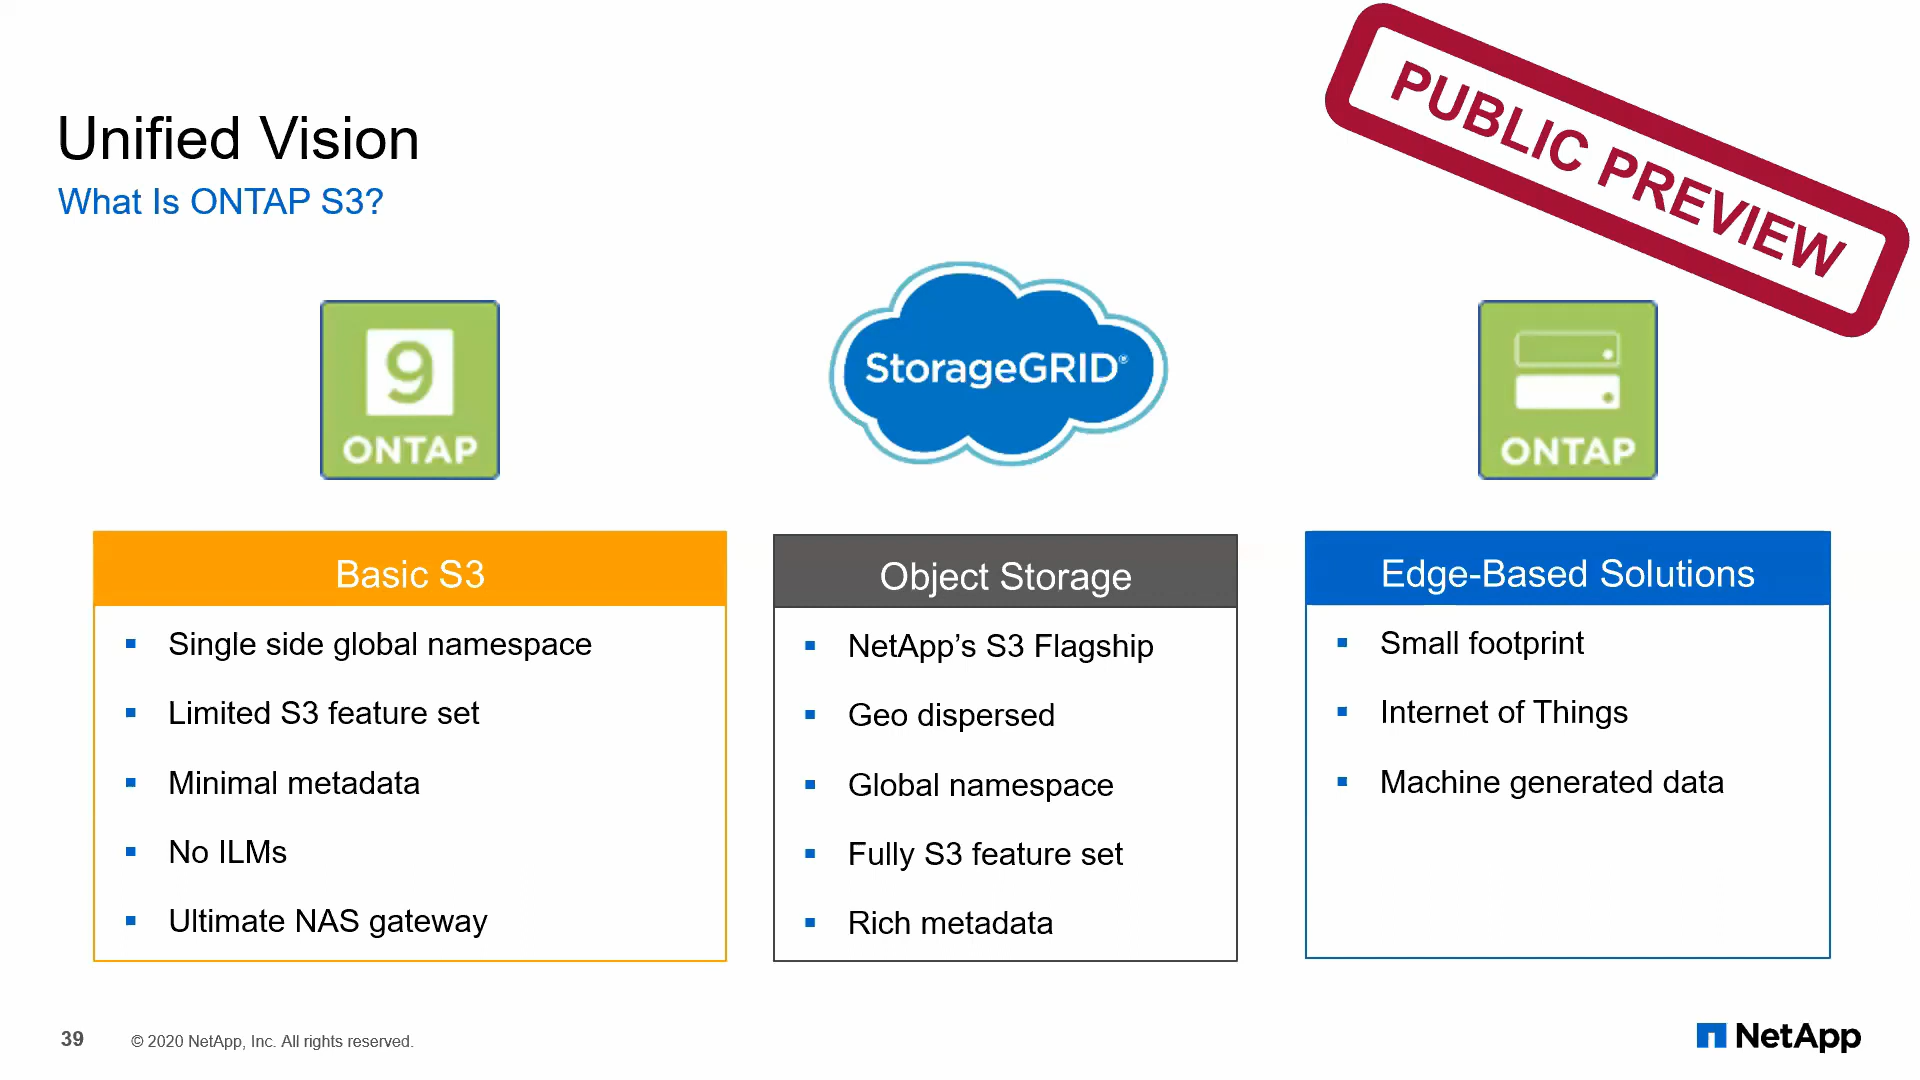 PUBLIC PREVIEW
Unified Vision
What Is ONTAP S3?
9
ONTAP
StorageGRID®
ONTAP
Basic S3
Single side global namespace
Limited S3 feature set
Minimal metadata
No ILMs
Ultimate NAS gateway
Object Storage
NetApp’s S3 Flagship
Geo dispersed
Global namespace
Fully S3 feature set
Rich metadata
Edge-Based Solutions
Small footprint
Internet of Things
Machine generated data
39
© 2020 NetApp, Inc. All rights reserved.
NetApp